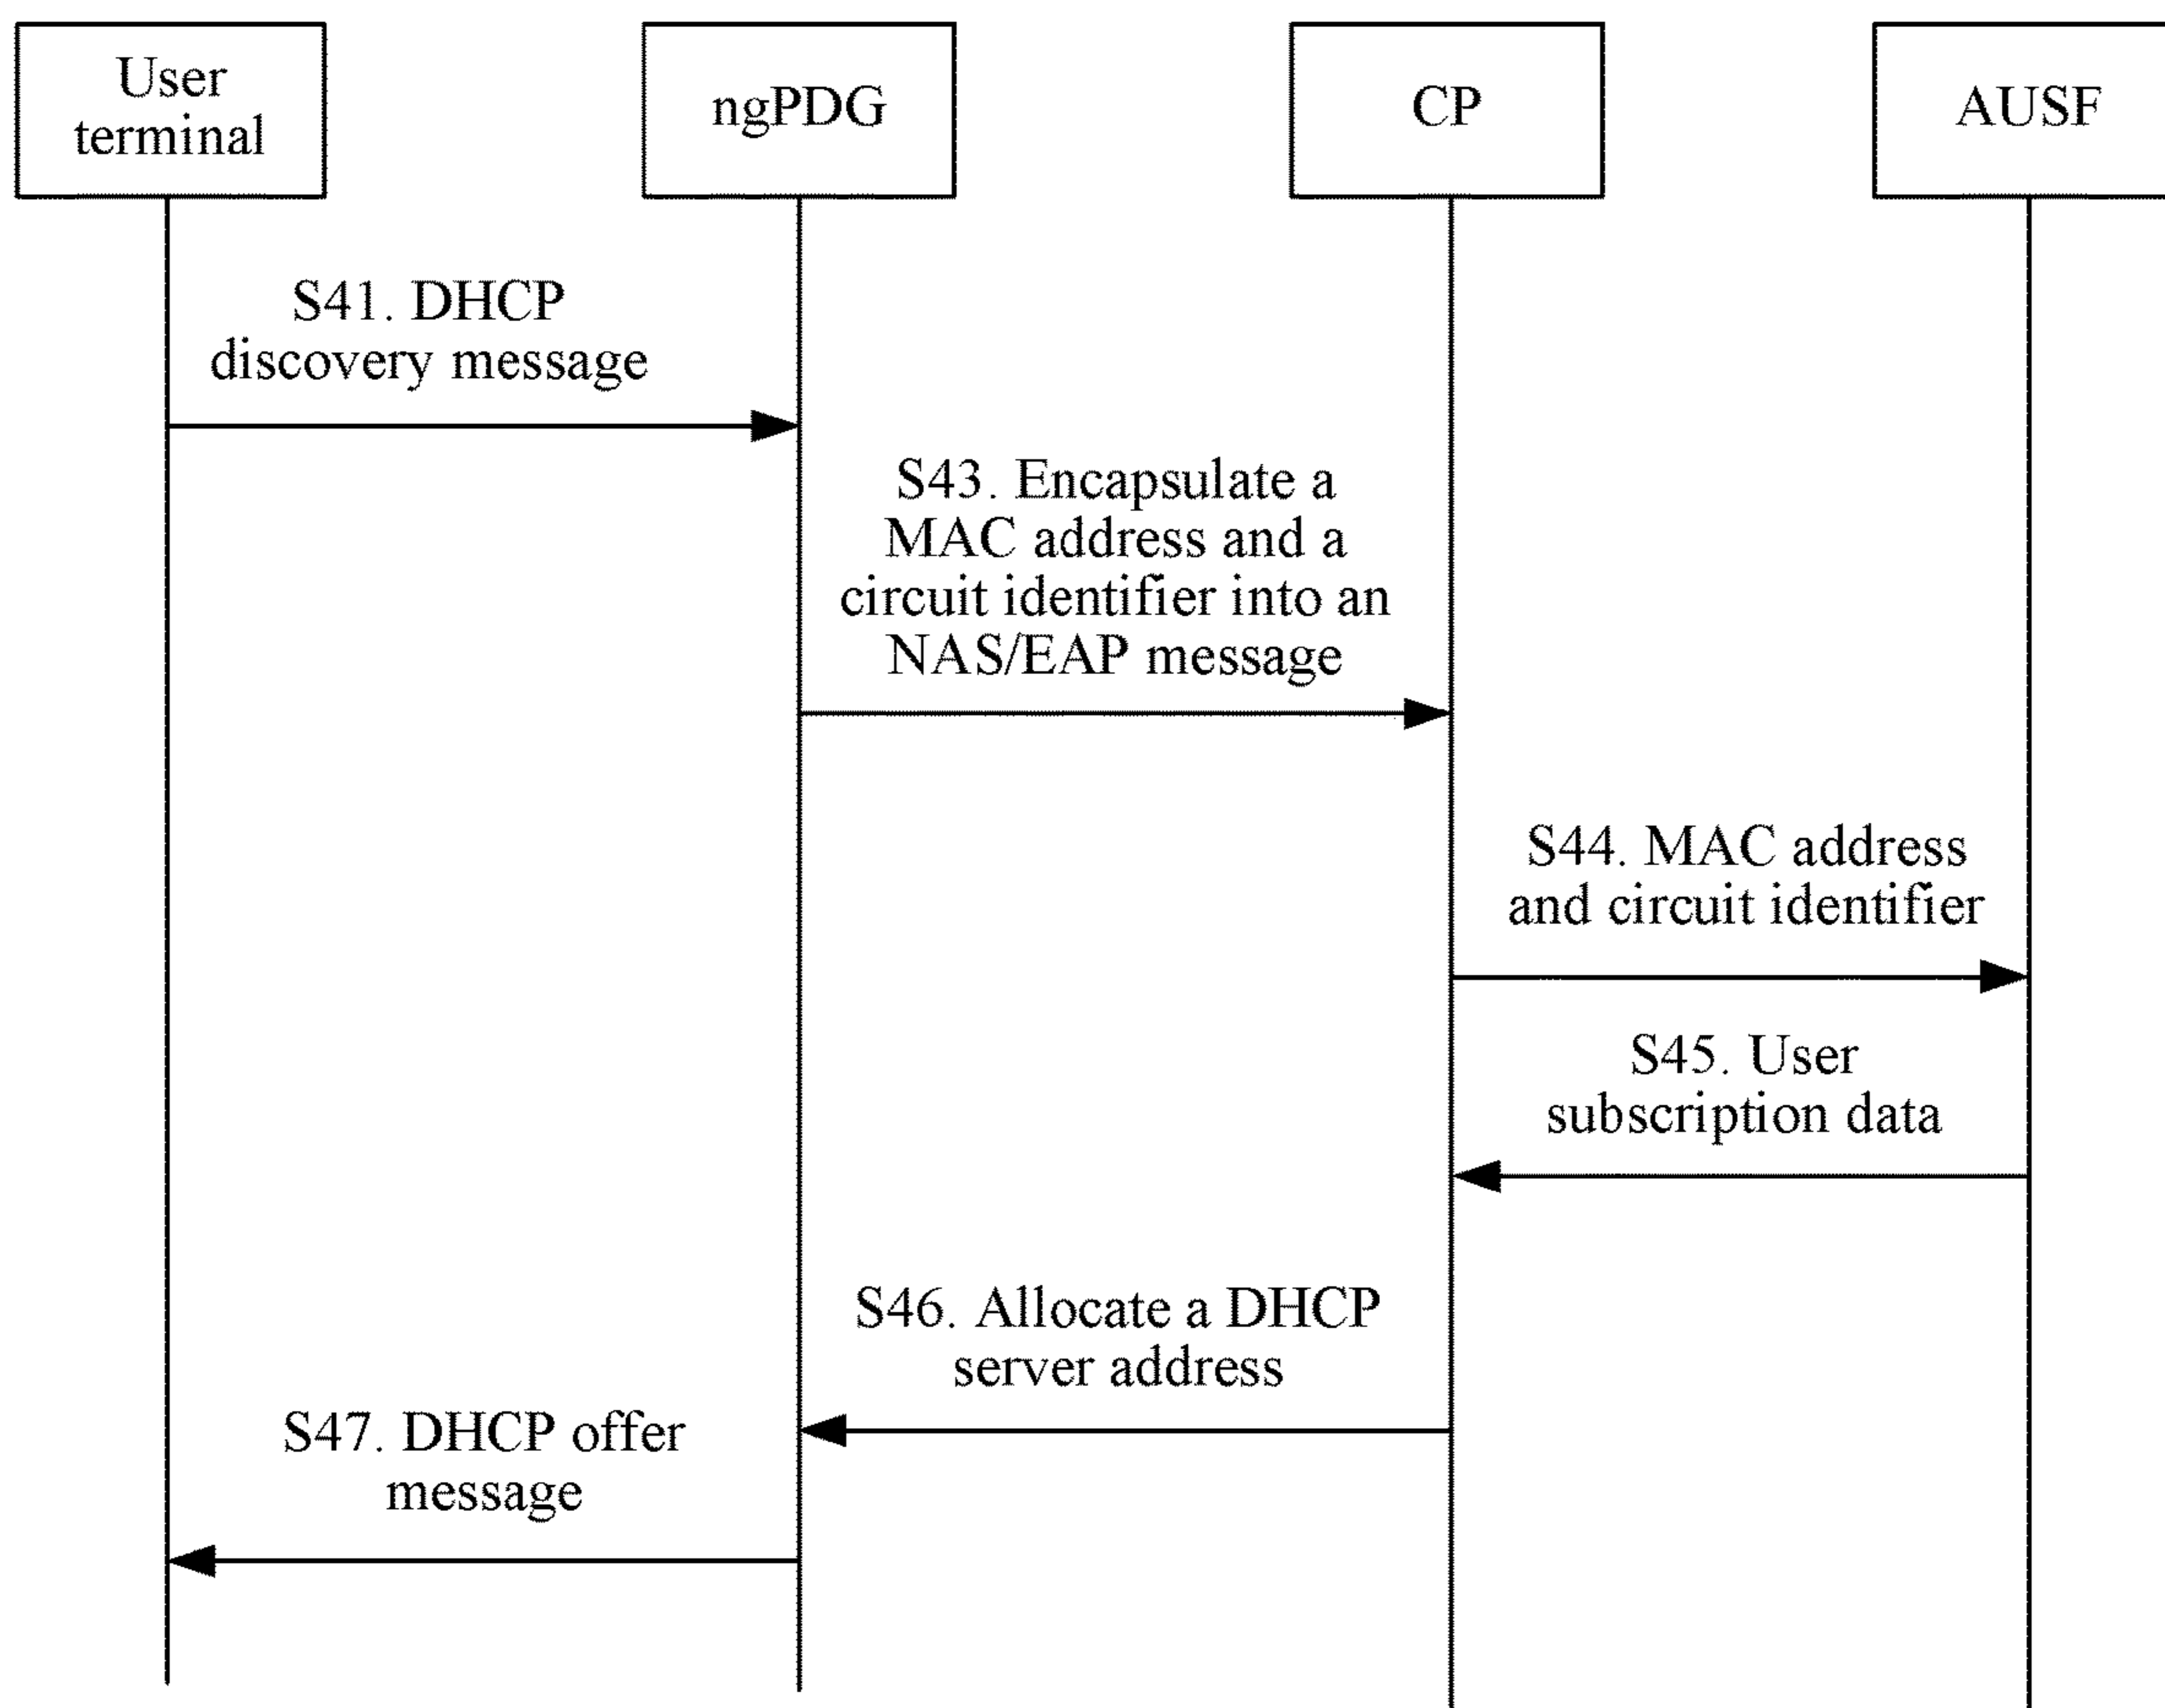 User
terminal
ngPDG
CP
AUSF
S41. DHCP
discovery message
S43. Encapsulate a
MAC address and a
circuit identifier into an
NAS/EAP message
S44. MAC address
and circuit identifier
S45. User
subscription data
S46. Allocate a DHCP
server address
S47. DHCP offer
message